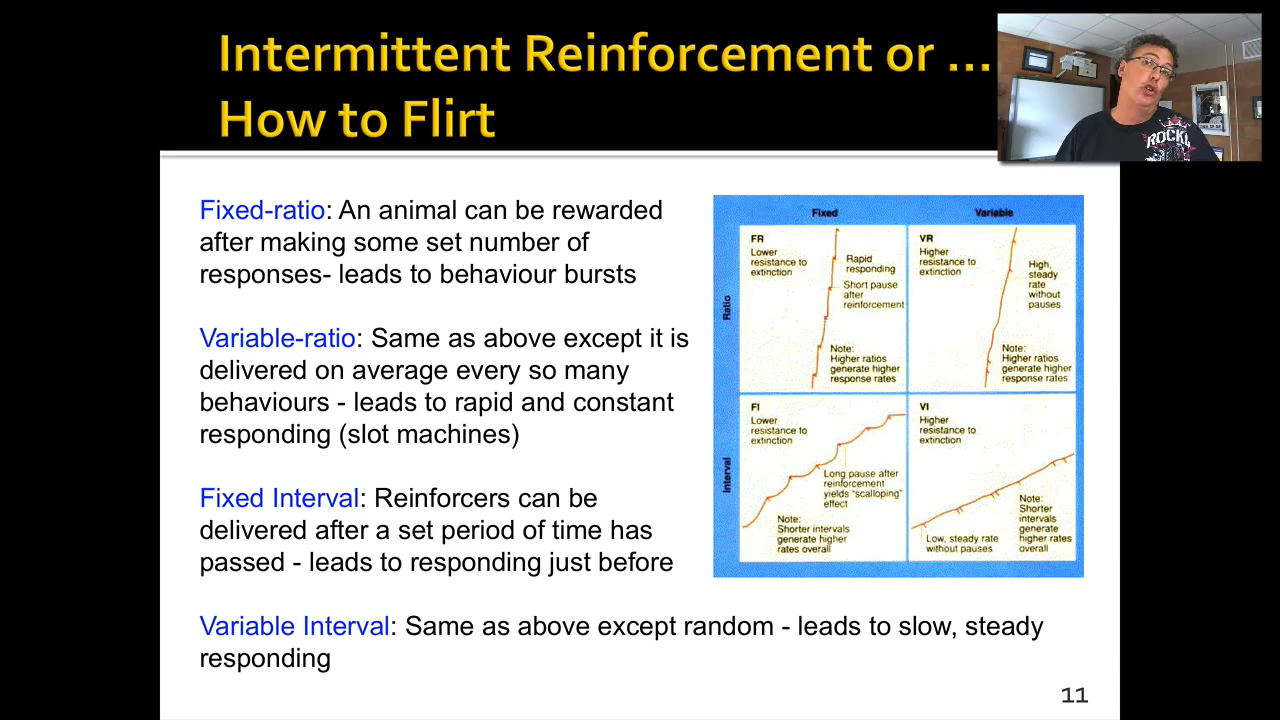 Intermittent Reinforcement or ...
How to Flirt
ROCK
Fixed-ratio: An animal can be rewarded
after making some set number of
responses- leads to behaviour bursts
Variable-ratio: Same as above except it is
delivered on average every so many
behaviours - leads to rapid and constant
responding (slot machines)
Fixed Interval: Reinforcers can be
delivered after a set period of time has
passed - leads to responding just before
Variable Interval: Same as above except random - leads to slow, steady
responding
Fixed
Variable
Ratio
Interval
FR
Lower
resistance to
extinction
Rapid
responding
Short pause
after
reinforcement
Note:
Higher ratios
generate higher
response rates
VR
Higher
resistance to
extinction
High,
steady
rate
without
pauses
Note:
Higher ratios
generate higher
response rates
FI
Lower
resistance to
extinction
Long pause after
reinforcement
yields "scalloping"
effect
Note:
Shorter intervals
generate higher
rates overall
VI
Higher
resistance to
extinction
Low, steady rate
without pauses
Note:
Shorter
intervals
generate
higher rates
overall
11